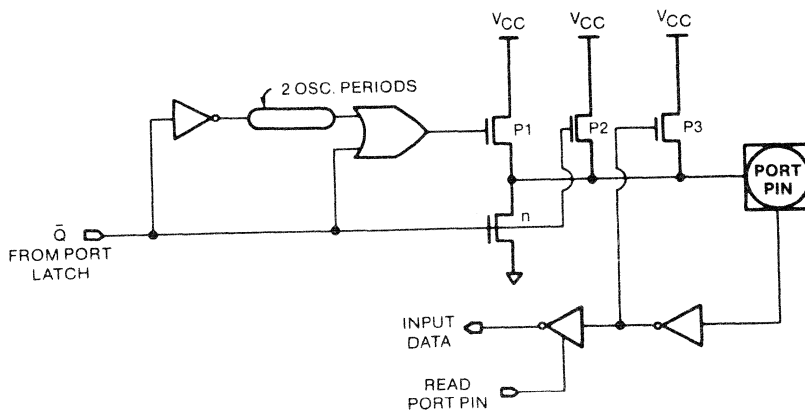 VCC
VCC
VCC
2 OSC. PERIODS
P1
P2
P3
PORT
PIN
n
Q̄
FROM PORT
LATCH
INPUT
DATA
READ
PORT PIN